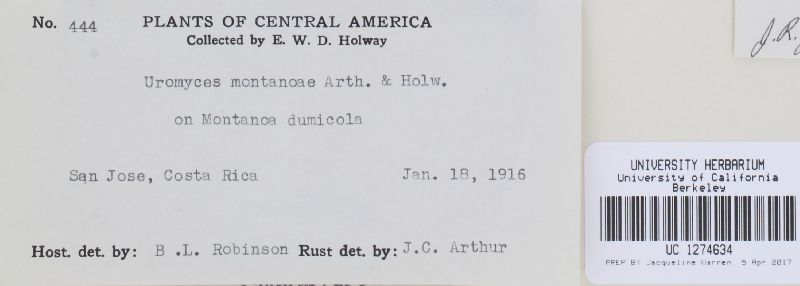 No. 444 PLANTS OF CENTRAL AMERICA
Collected by E. W. D. Holway
Uromyces montanoae Arth. & Holw.
on Montanoa dumicola
San Jose, Costa Rica Jan. 18, 1916
Host. det. by: B .L. Robinson Rust det. by: J.C. Arthur
J.R.
UNIVERSITY HERBARIUM
University of California
Berkeley
UC 1274634
PREP BY Jacqueline Warren, 5 Apr 2017